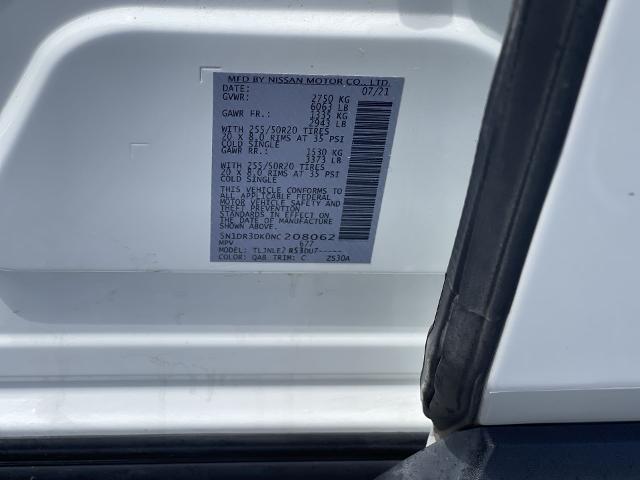 MFD BY NISSAN MOTOR CO., LTD.
DATE: 07/21
GVWR: 2750 KG
6063 LB
GAWR FR.: 1335 KG
2943 LB
WITH 255/50R20 TIRES
20 X 8.0 RIMS AT 35 PSI
COLD SINGLE
GAWR RR.: 1530 KG
3373 LB
WITH 255/50R20 TIRES
20 X 8.0 RIMS AT 35 PSI
COLD SINGLE
THIS VEHICLE CONFORMS TO
ALL APPLICABLE FEDERAL
MOTOR VEHICLE SAFETY AND
THEFT PREVENTION
STANDARDS IN EFFECT ON
THE DATE OF MANUFACTURE
SHOWN ABOVE.
5N1DR3DK0NC208062
MPV 677
MODEL:
COLOR: QAB TRIM: C 2530A